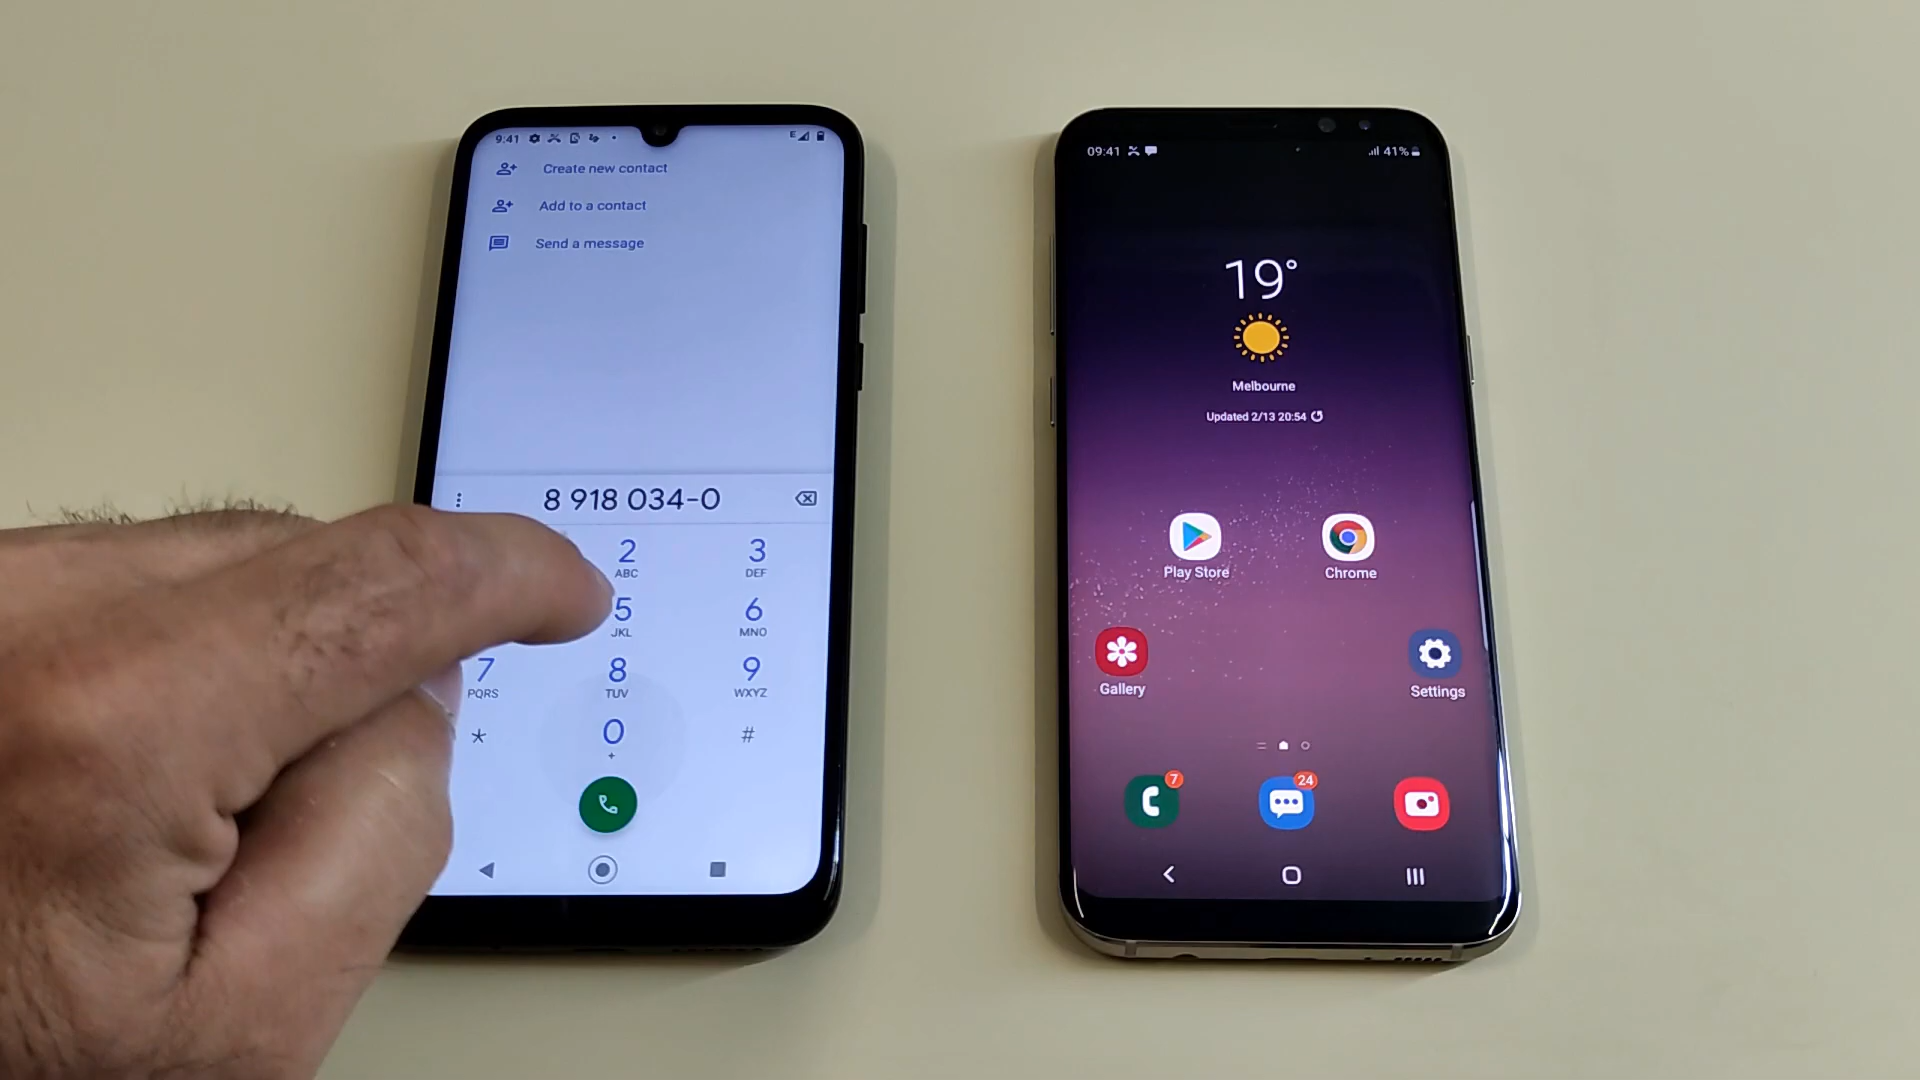 9:41
E
Create new contact
Add to a contact
Send a message
8 918 034-0
2
ABC
3
DEF
5
JKL
6
MNO
7
PQRS
8
TUV
9
WXYZ
*
0
+
#
09:41
41%
19°
Melbourne
Updated 2/13 20:54
Play Store
Chrome
Gallery
Settings
7
24